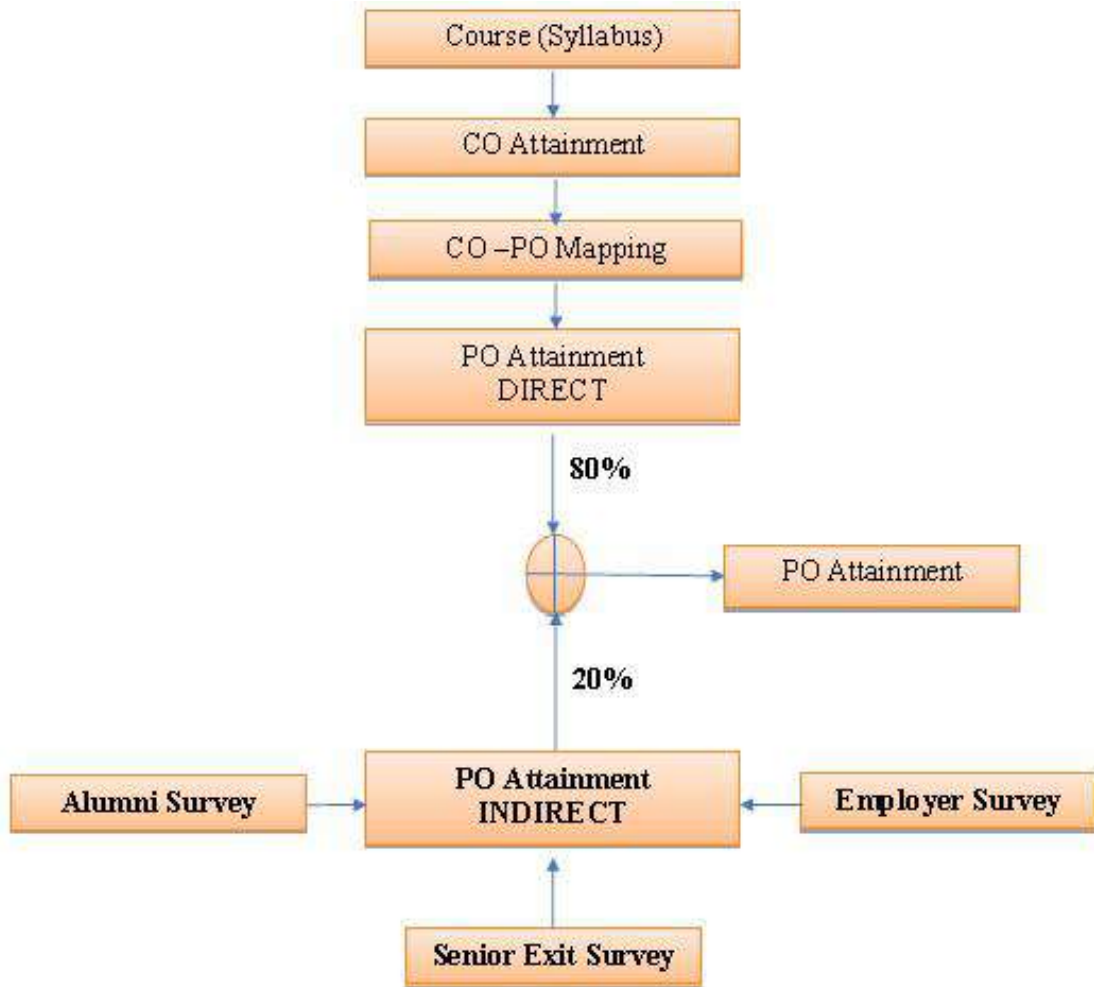 Course (Syllabus)
CO Attainment
CO –PO Mapping
PO Attainment
DIRECT
80%
PO Attainment
20%
PO Attainment
INDIRECT
Alumni Survey
Employer Survey
Senior Exit Survey